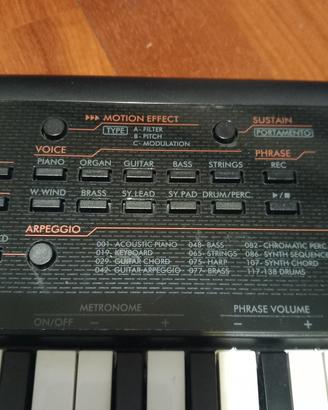 ▶▶▶ MOTION EFFECT
TYPE A - FILTER
B - PITCH
C - MODULATION
SUSTAIN
PORTAMENTO
VOICE
PHRASE
PIANO ORGAN GUITAR BASS STRINGS REC
W.WIND BRASS SY.LEAD SY.PAD DRUM/PERC. ▶/■
ARPEGGIO
001- ACOUSTIC PIANO 048- BASS 082- CHROMATIC PERC
019- KEYBOARD 065- STRINGS 086- SYNTH SEQUENC
029- GUITAR CHORD 075- HARP 107- SYNTH CHORD
042- GUITAR ARPEGGIO 077- BRASS 117-138 DRUMS
METRONOME PHRASE VOLUME
ON/OFF − + − +